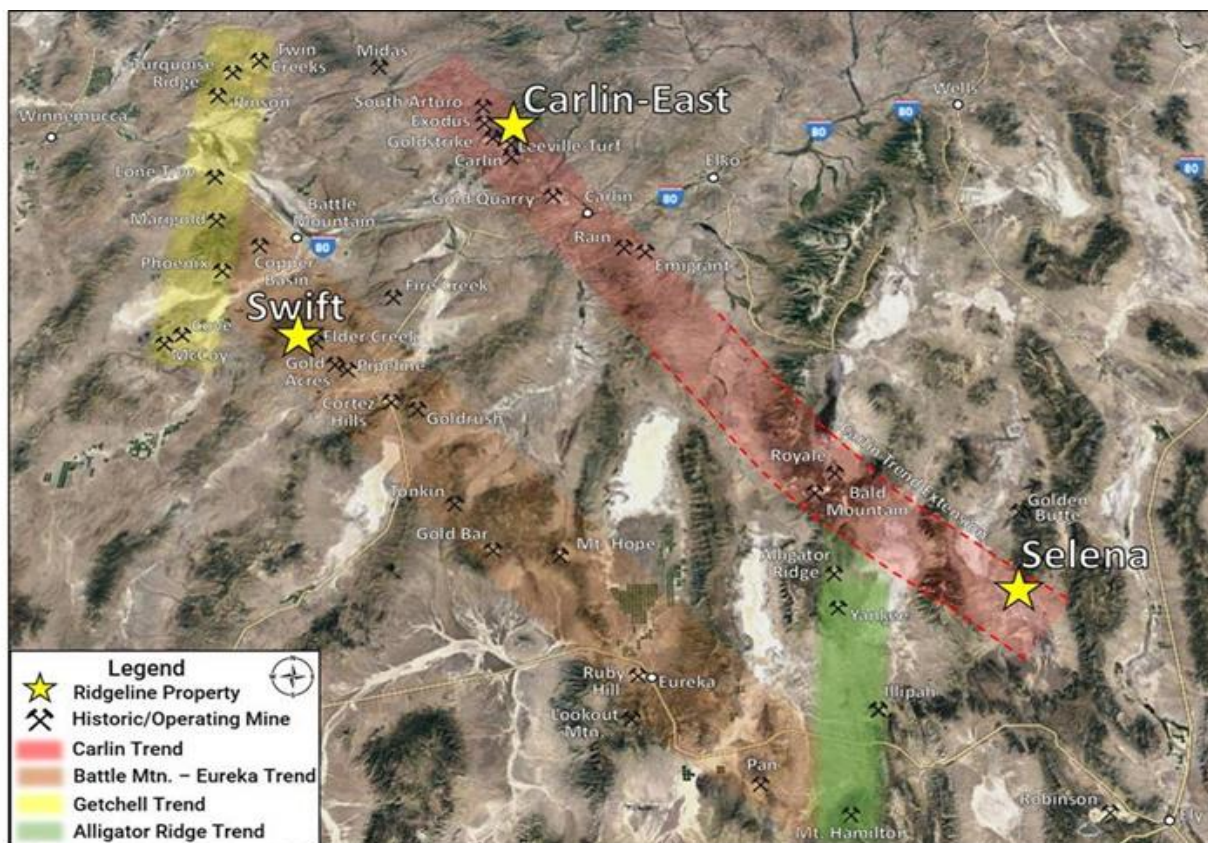 Twin
Creeks
Midas
Turquoise
Ridge
Pinson
Winnemucca
South Arturo
Exodus
Goldstrike
Carlin-East
Leeville-Turf
Carlin
Wells
80
80
80
Elko
Lone Tree
Gold Quarry
Carlin
80
Battle
Mountain
Marigold
80
Rain
Emigrant
Phoenix
Copper
Basin
Fire Creek
Swift
Cove
McCoy
Elder Creek
Gold
Acres
Pipeline
Cortez
Hills
Goldrush
Carlin Trend Extension
Royale
Bald
Mountain
Golden
Butte
Tonkin
Gold Bar
Mt. Hope
Alligator
Ridge
Selena
Yankee
Ruby
Hill
Eureka
Lookout
Mtn.
Illipah
Pan
Robinson
Ely
Mt. Hamilton
Legend
Ridgeline Property
Historic/Operating Mine
Carlin Trend
Battle Mtn. – Eureka Trend
Getchell Trend
Alligator Ridge Trend